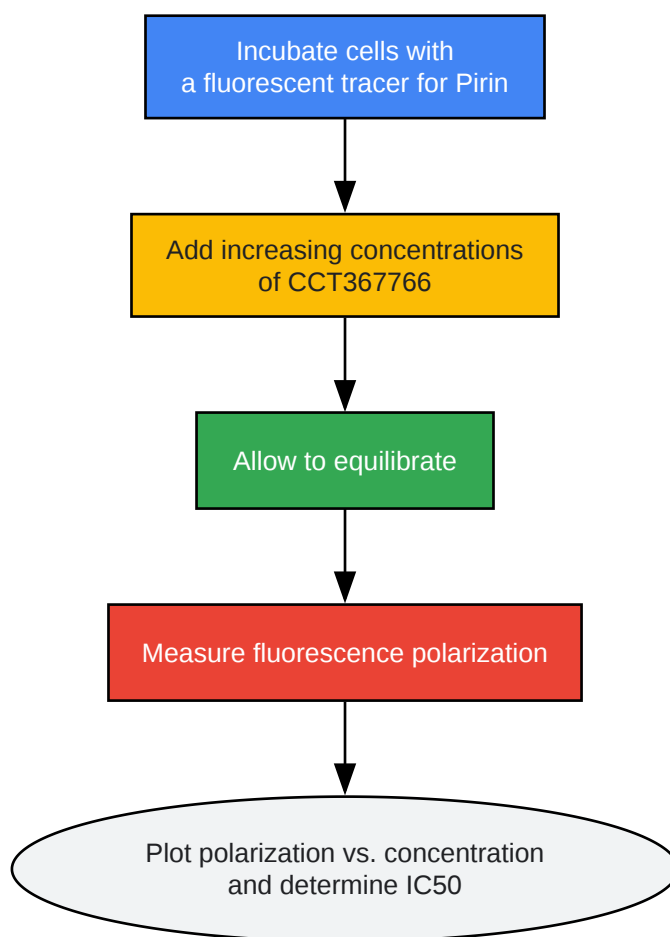 Incubate cells with
a fluorescent tracer for Pirin
Add increasing concentrations
of CCT367766
Allow to equilibrate
Measure fluorescence polarization
Plot polarization vs. concentration
and determine IC50